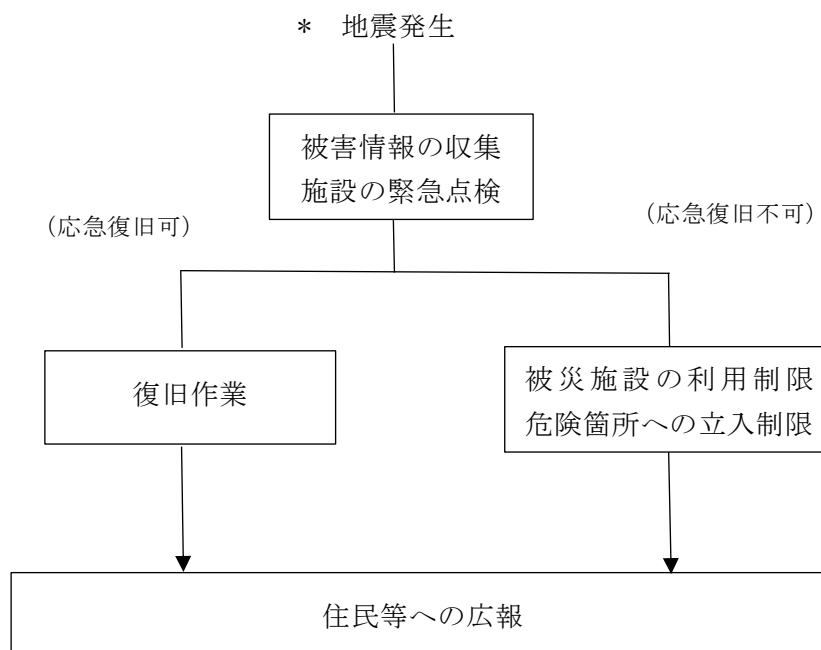 * 地震発生
被害情報の収集
施設の緊急点検
(応急復旧可)
(応急復旧不可)
復旧作業
被災施設の利用制限
危険箇所への立入制限
住民等への広報